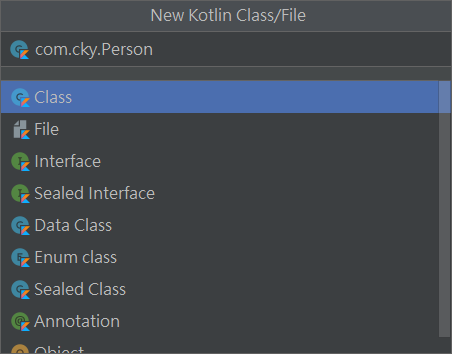 New Kotlin Class/File
com.cky.Person
Class
File
Interface
Sealed Interface
Data Class
Enum class
Sealed Class
Annotation
Object